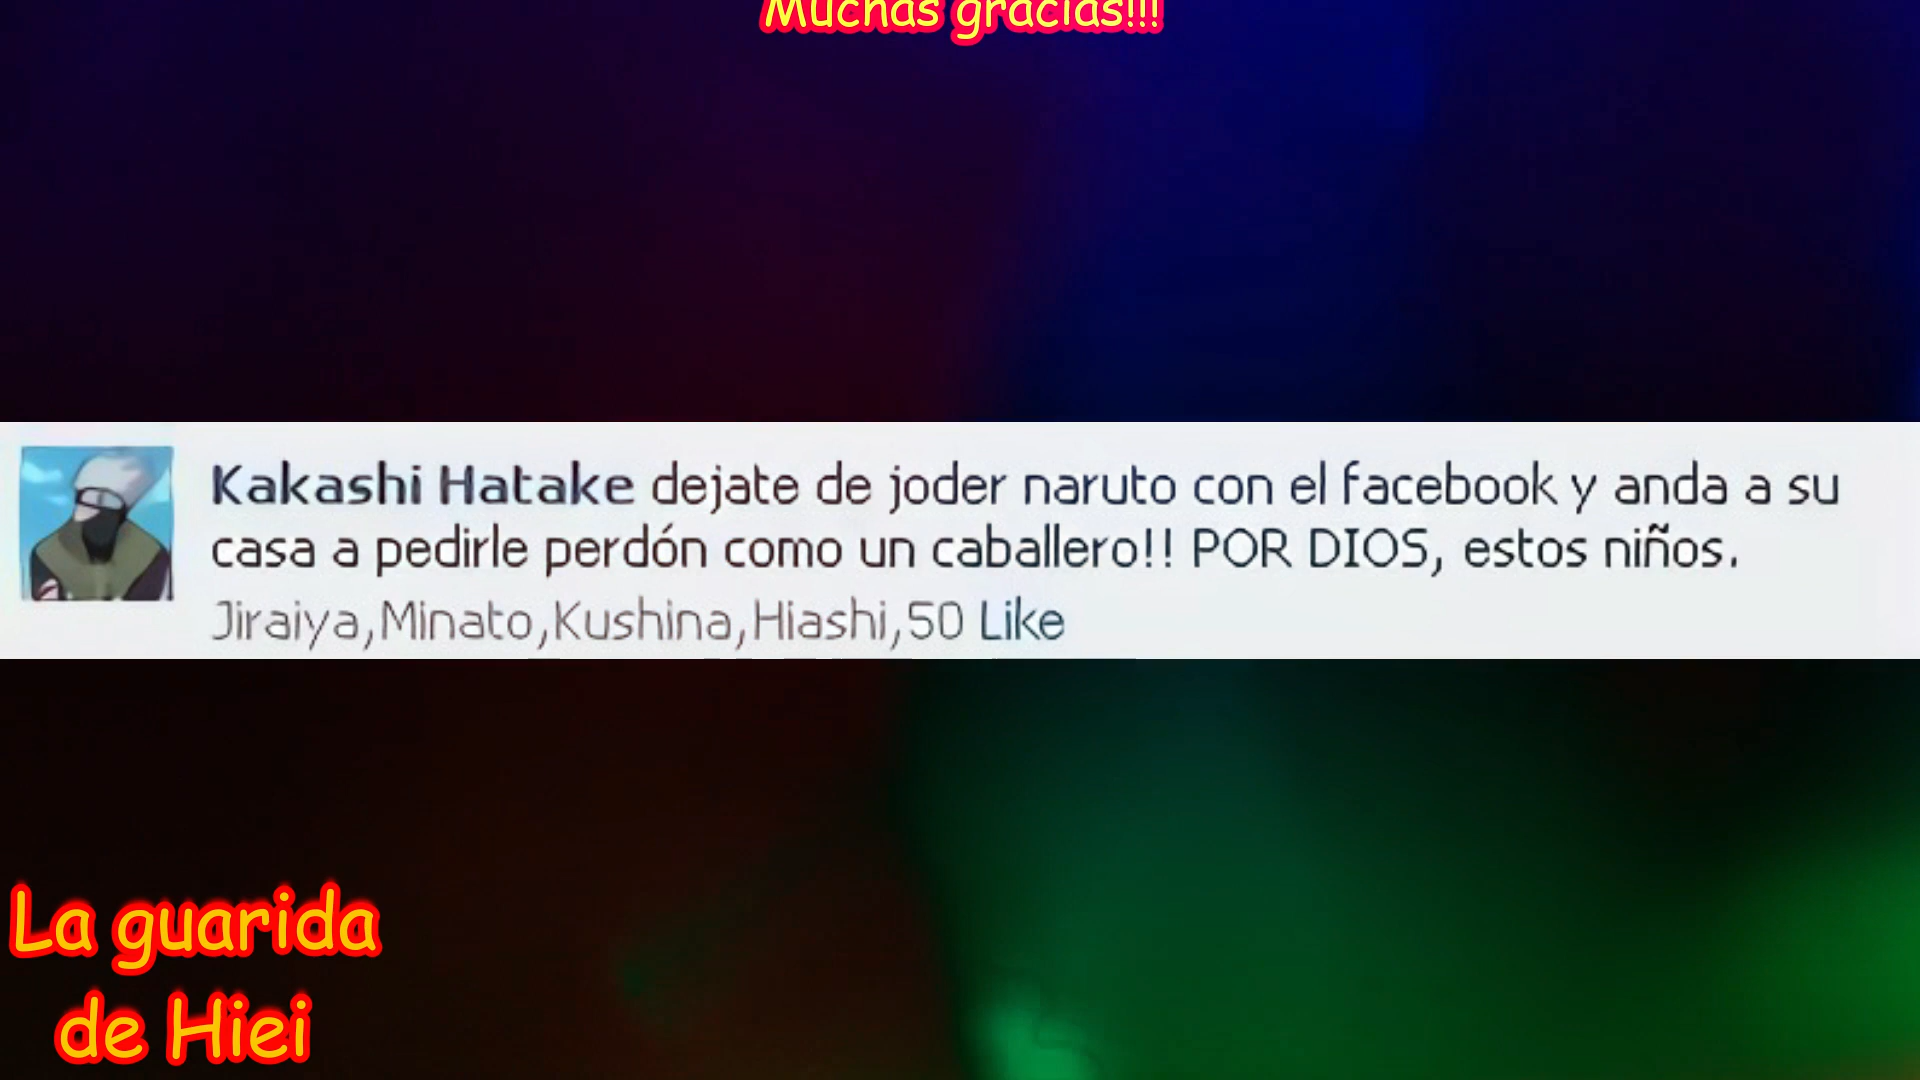 Muchas gracias!!!
Kakashi Hatake dejate de joder naruto con el facebook y anda a su
casa a pedirle perdón como un caballero!! POR DIOS, estos niños.
Jiraiya,Minato,Kushina,Hiashi,50 Like
La guarida
de Hiei